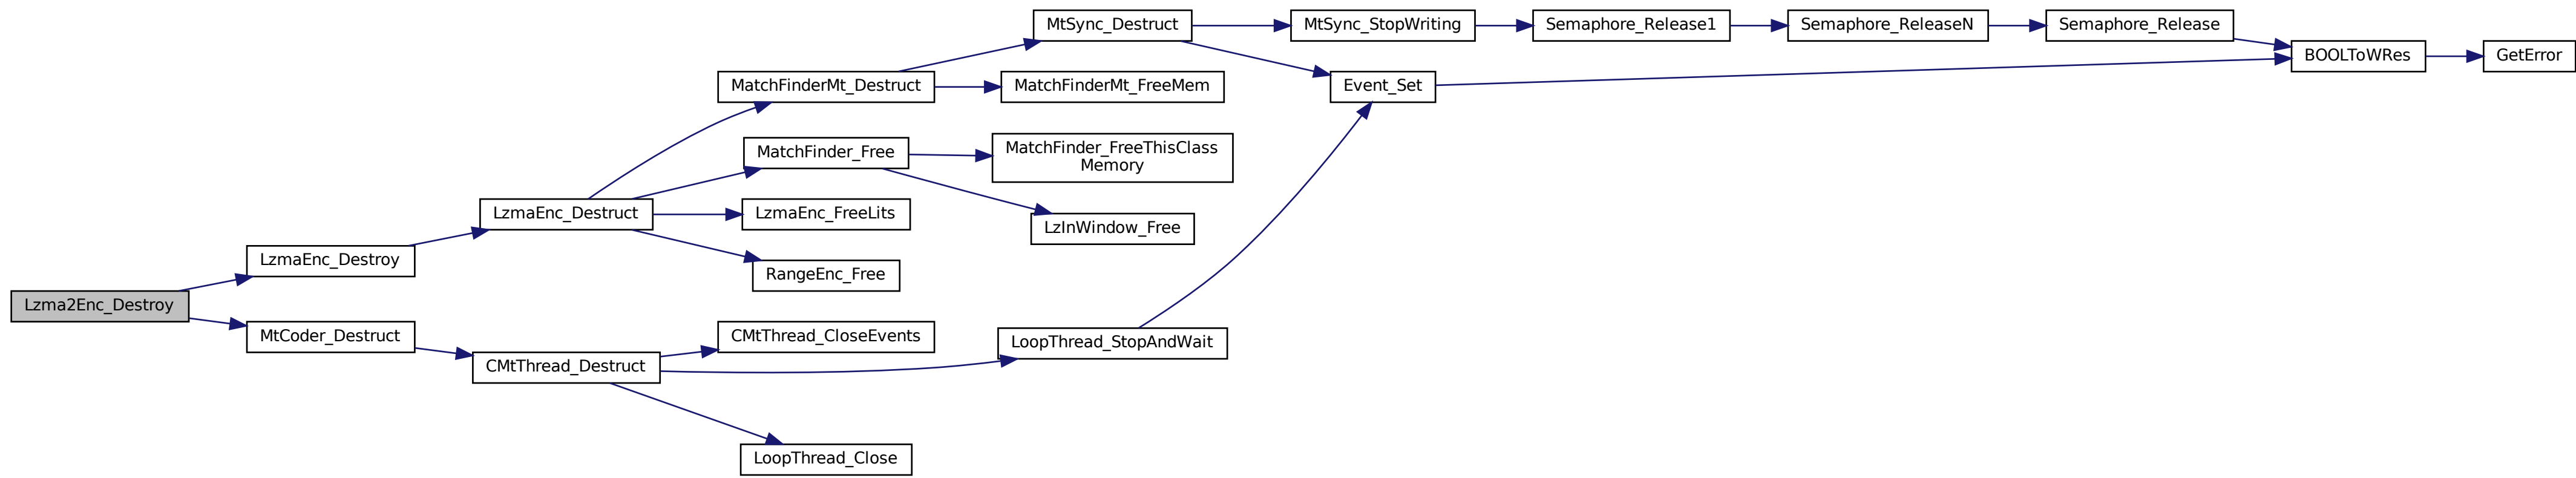 MtSync_Destruct
MtSync_StopWriting
Semaphore_Release1
Semaphore_ReleaseN
Semaphore_Release
BOOLToWRes
GetError
MatchFinderMt_Destruct
MatchFinderMt_FreeMem
Event_Set
MatchFinder_Free
MatchFinder_FreeThisClass
Memory
LzmaEnc_Destruct
LzmaEnc_FreeLits
LzInWindow_Free
LzmaEnc_Destroy
RangeEnc_Free
Lzma2Enc_Destroy
MtCoder_Destruct
CMtThread_CloseEvents
LoopThread_StopAndWait
CMtThread_Destruct
LoopThread_Close